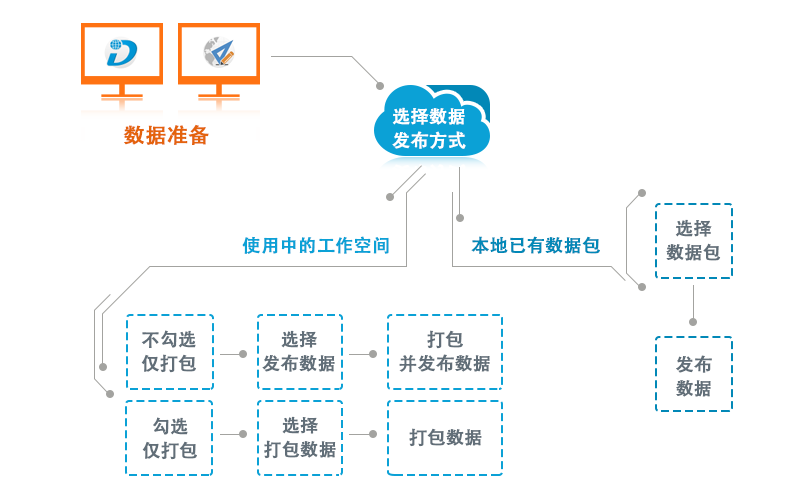 数据准备
选择数据
发布方式
使用中的工作空间
本地已有数据包
选择
数据包
发布
数据
不勾选
仅打包
选择
发布数据
打包
并发布数据
勾选
仅打包
选择
打包数据
打包数据